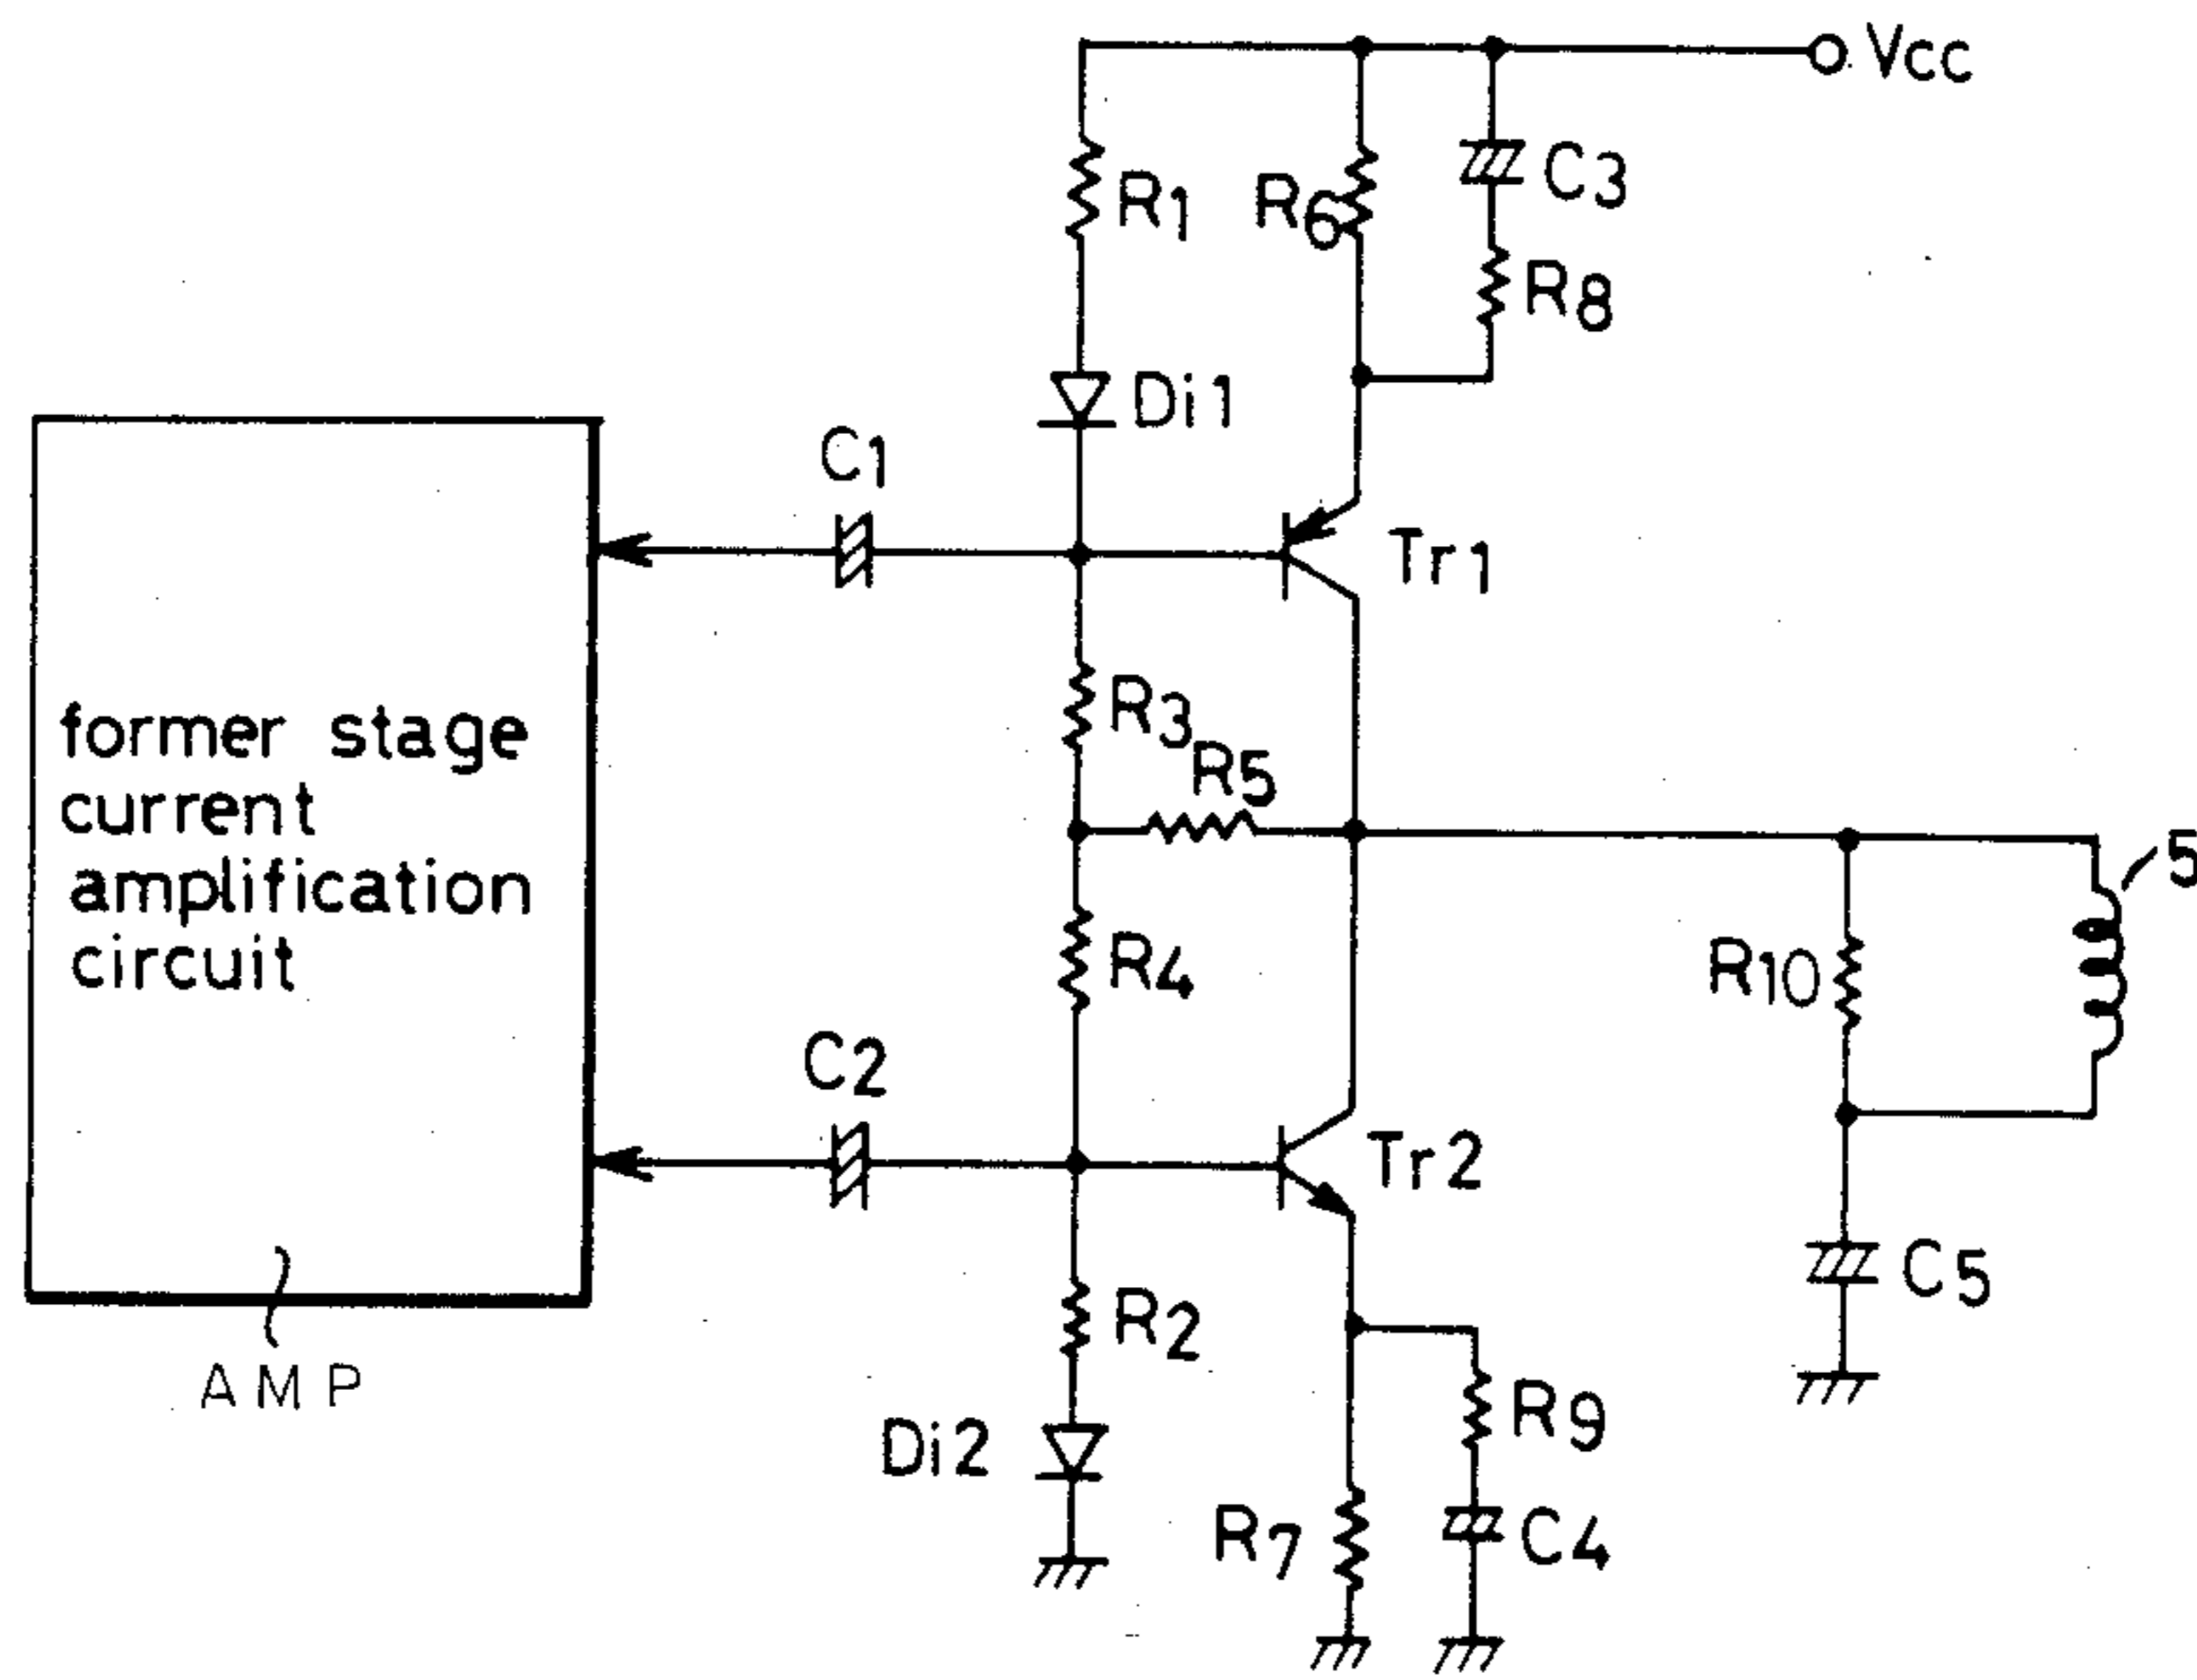 Vcc
C3
R1
R6
R8
Di1
C1
Tr1
former stage
current
amplification
circuit
R3
R5
5
R4
R10
C2
Tr2
C5
R2
AMP
R9
Di2
R7
C4